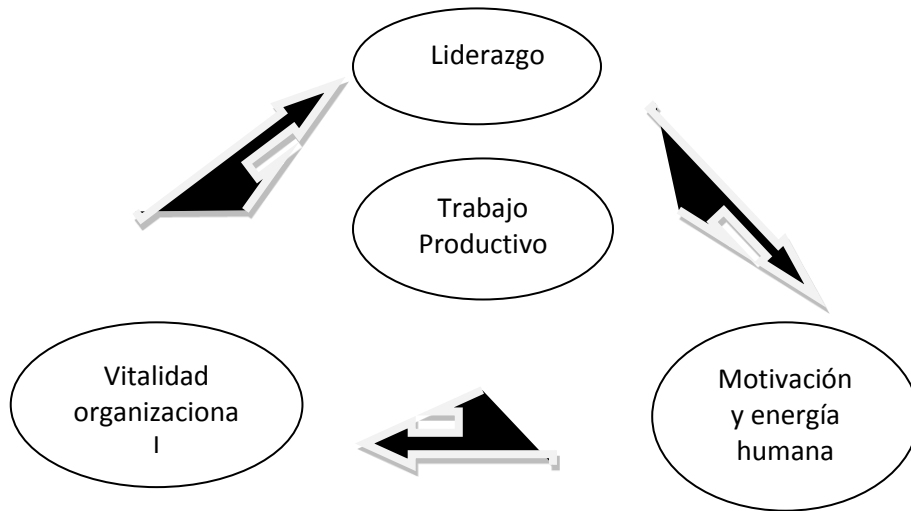 Liderazgo
Trabajo
Productivo
Vitalidad
organizaciona
l
Motivación
y energía
humana